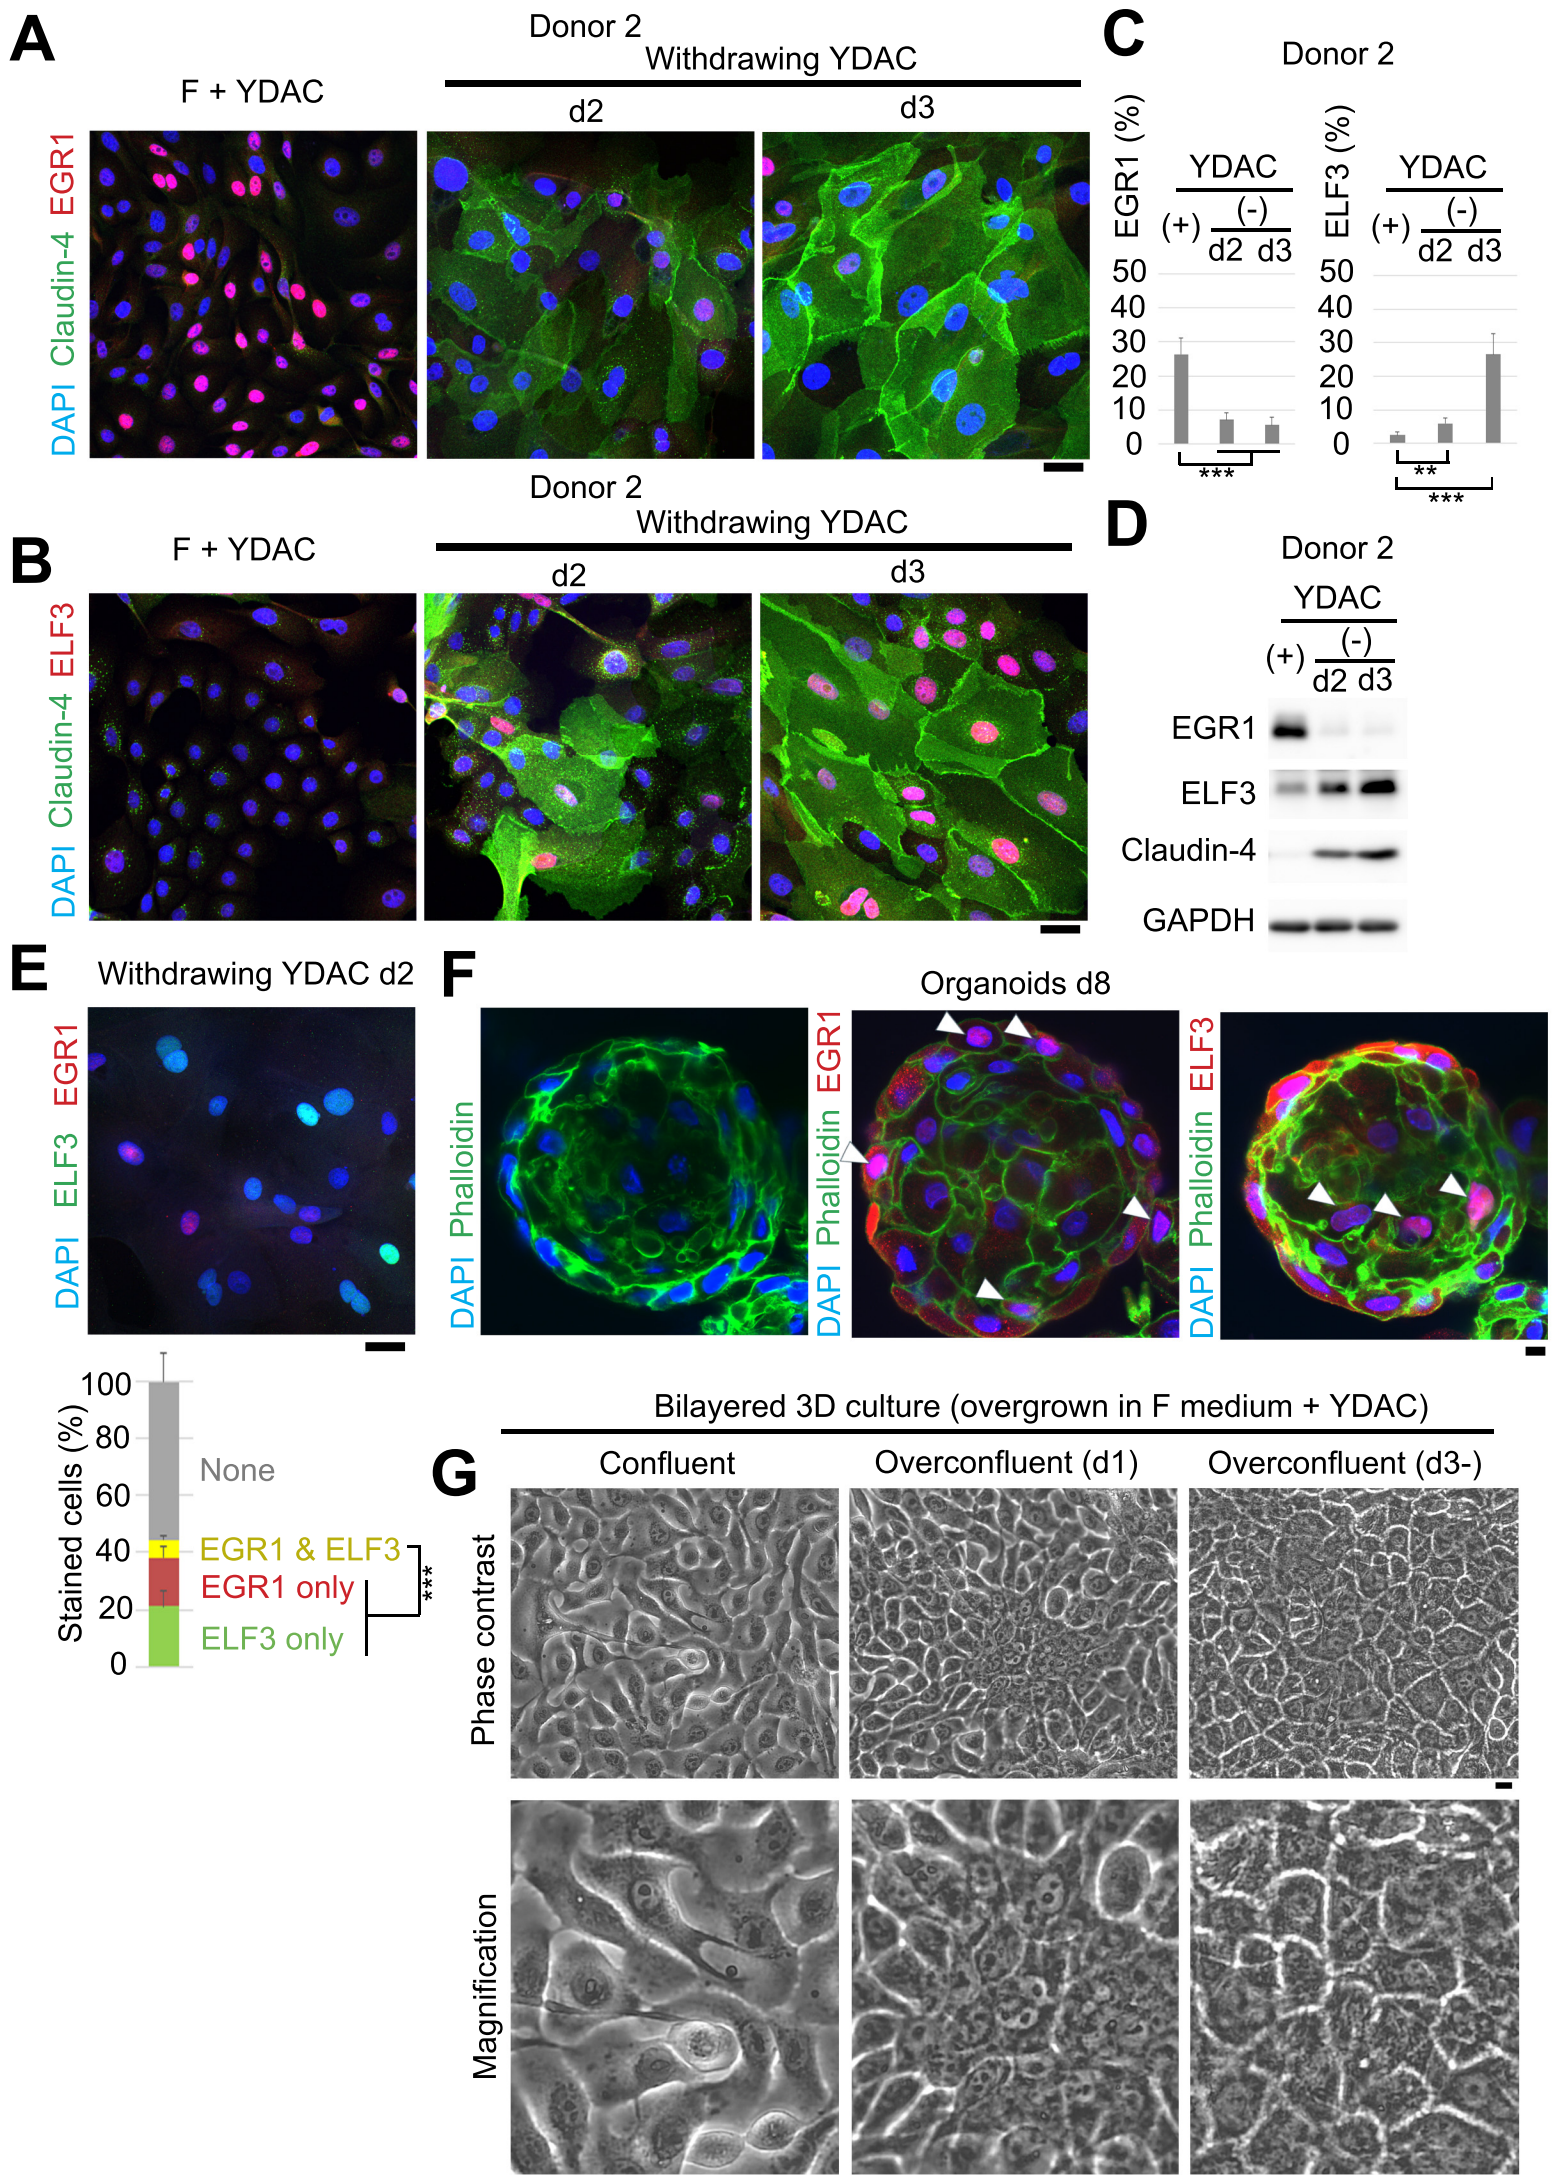 A
Donor 2
Withdrawing YDAC
F + YDAC
d2
d3
DAPI Claudin-4 EGR1
B
Donor 2
Withdrawing YDAC
F + YDAC
d2
d3
DAPI Claudin-4 ELF3
C
Donor 2
EGR1 (%)
YDAC
(+)
(-)
d2 d3
50
40
30
20
10
0
***
ELF3 (%)
YDAC
(+)
(-)
d2 d3
50
40
30
20
10
0
**
***
D
Donor 2
YDAC
(+)
(-)
d2 d3
EGR1
ELF3
Claudin-4
GAPDH
E
Withdrawing YDAC d2
DAPI ELF3 EGR1
Stained cells (%)
100
80
60
40
20
0
None
EGR1 & ELF3
EGR1 only
ELF3 only
***
F
Organoids d8
DAPI Phalloidin
DAPI Phalloidin EGR1
DAPI Phalloidin ELF3
G
Bilayered 3D culture (overgrown in F medium + YDAC)
Confluent
Overconfluent (d1)
Overconfluent (d3-)
Phase contrast
Magnification